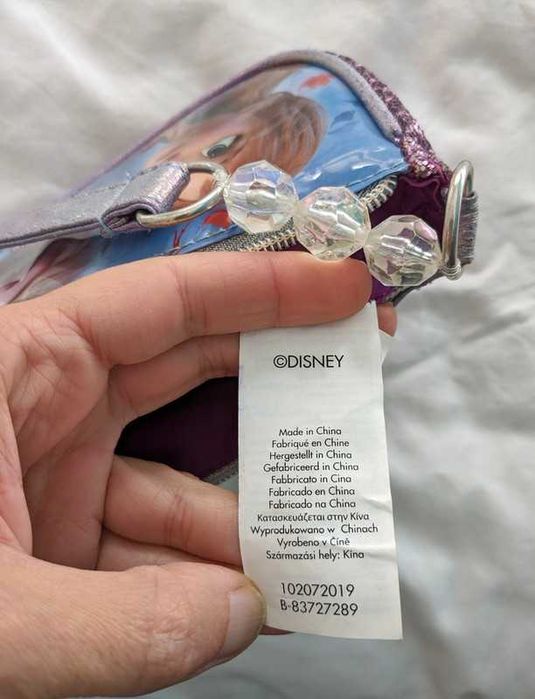 ©DISNEY
Made in China
Fabriqué en Chine
Hergestellt in China
Gefabriceerd in China
Fabbricato in Cina
Fabricado en China
Fabricado na China
Κατασκευάζεται στην Κίνα
Wyprodukowano w Chinach
Vyrobeno v Číně
Származási hely: Kína
102072019
B-83727289